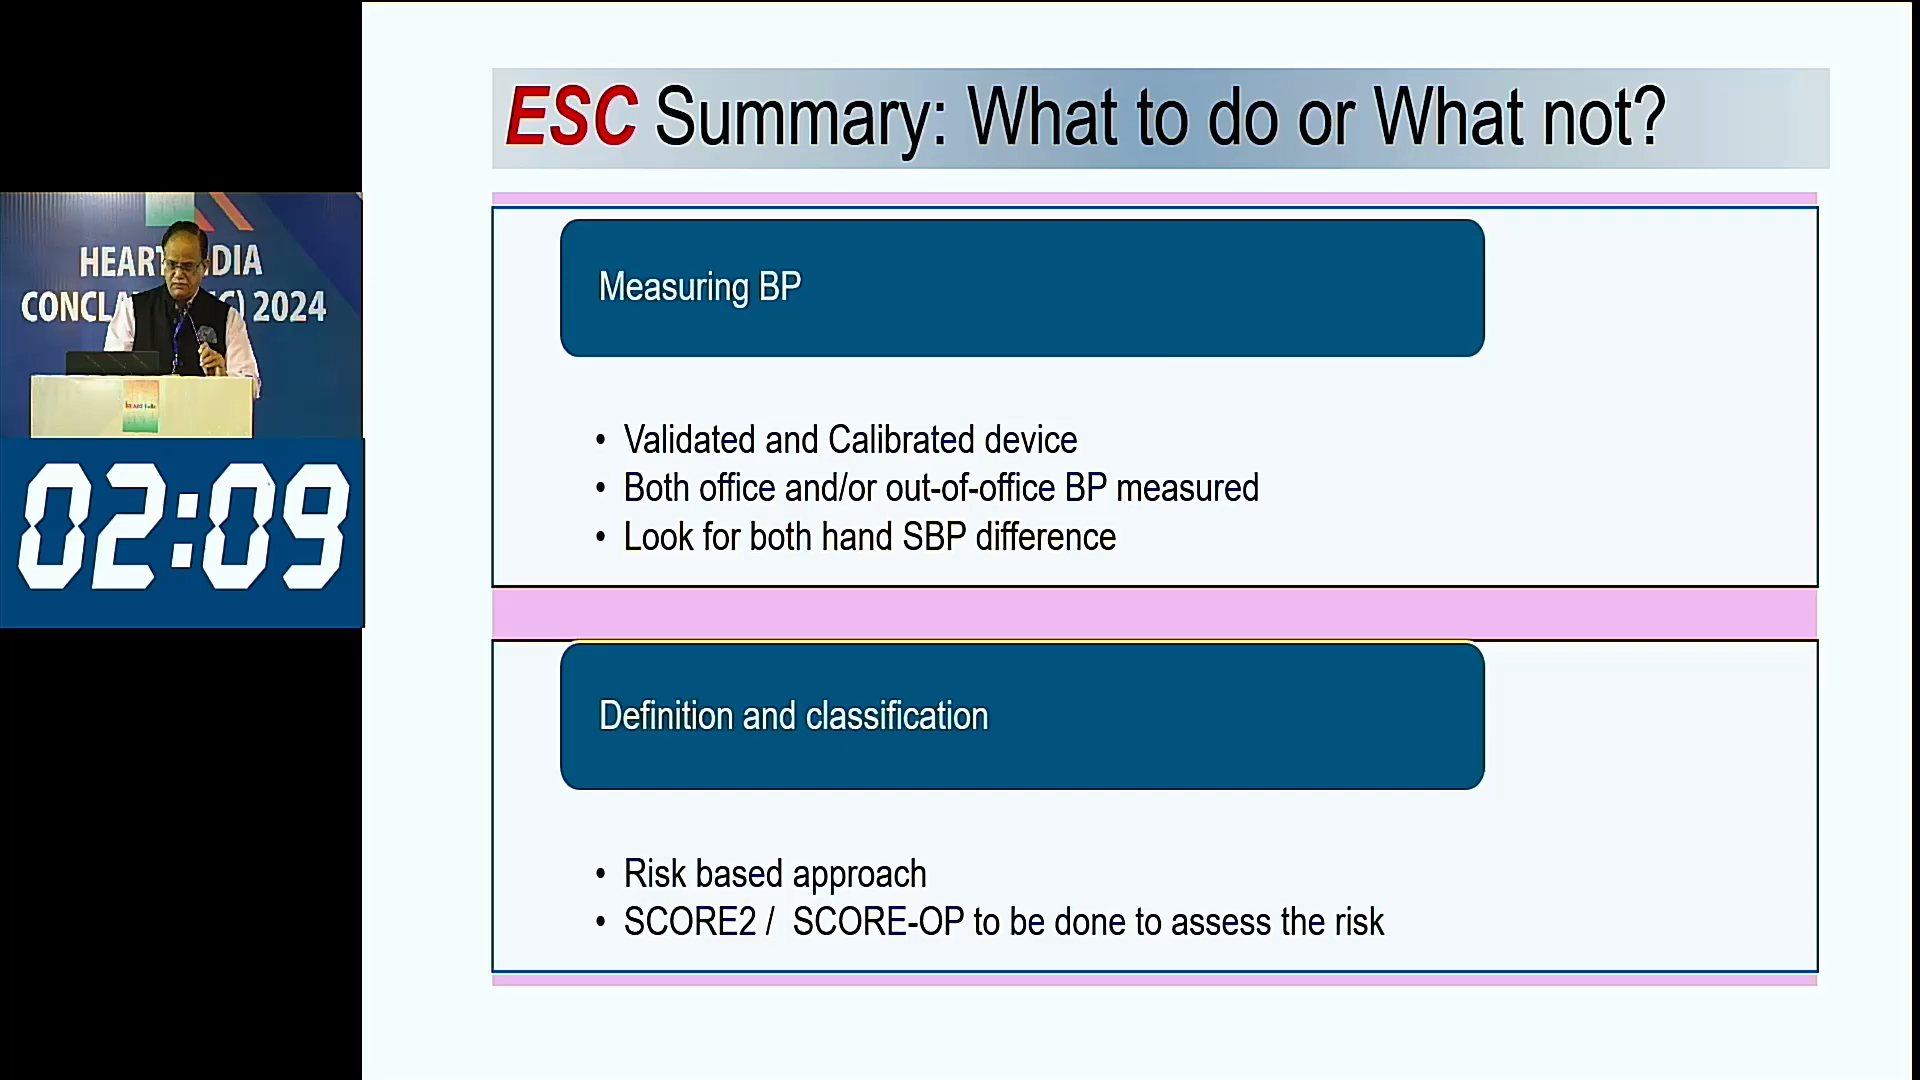 ESC Summary: What to do or What not?
Measuring BP
• Validated and Calibrated device
• Both office and/or out-of-office BP measured
• Look for both hand SBP difference
Definition and classification
• Risk based approach
• SCORE2 / SCORE-OP to be done to assess the risk
HEART DIA
2024
02:09